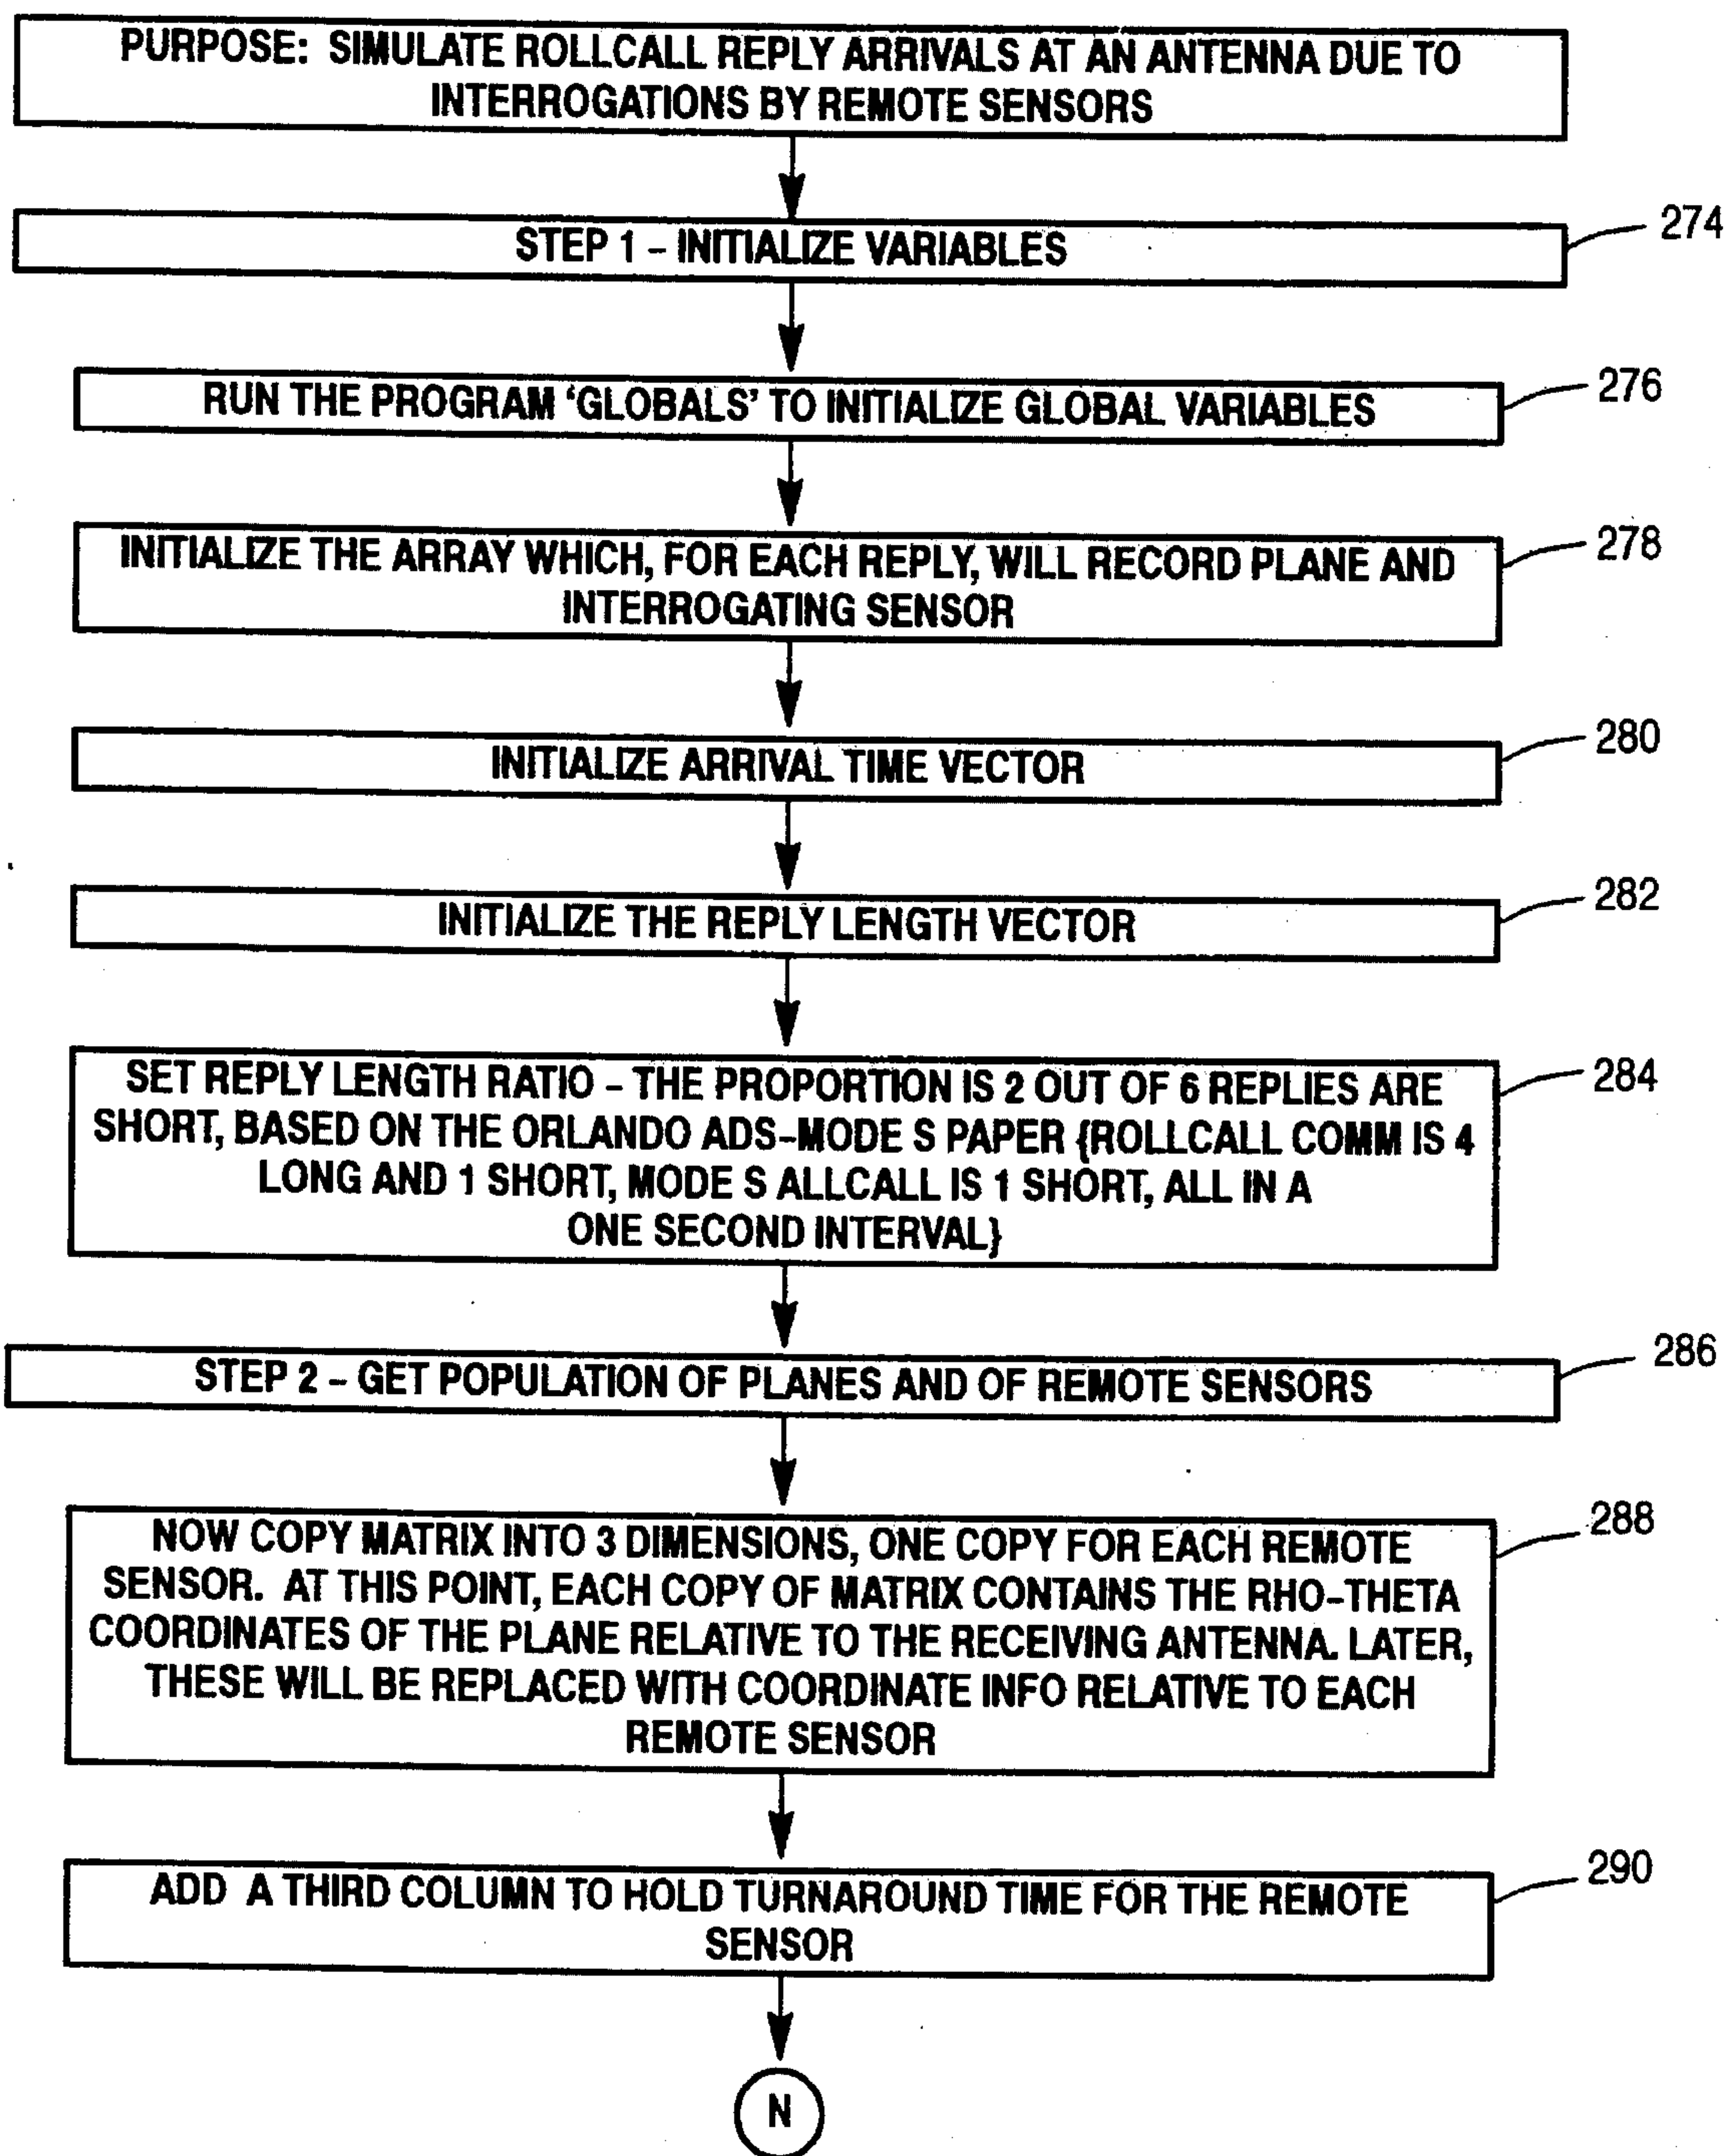 PURPOSE: SIMULATE ROLLCALL REPLY ARRIVALS AT AN ANTENNA DUE TO
INTERROGATIONS BY REMOTE SENSORS
STEP 1 – INITIALIZE VARIABLES
274
RUN THE PROGRAM ‘GLOBALS’ TO INITIALIZE GLOBAL VARIABLES
276
INITIALIZE THE ARRAY WHICH, FOR EACH REPLY, WILL RECORD PLANE AND
INTERROGATING SENSOR
278
INITIALIZE ARRIVAL TIME VECTOR
280
INITIALIZE THE REPLY LENGTH VECTOR
282
SET REPLY LENGTH RATIO – THE PROPORTION IS 2 OUT OF 6 REPLIES ARE
SHORT, BASED ON THE ORLANDO ADS–MODE S PAPER {ROLLCALL COMM IS 4
LONG AND 1 SHORT, MODE S ALLCALL IS 1 SHORT, ALL IN A
ONE SECOND INTERVAL}
284
STEP 2 – GET POPULATION OF PLANES AND OF REMOTE SENSORS
286
NOW COPY MATRIX INTO 3 DIMENSIONS, ONE COPY FOR EACH REMOTE
SENSOR. AT THIS POINT, EACH COPY OF MATRIX CONTAINS THE RHO–THETA
COORDINATES OF THE PLANE RELATIVE TO THE RECEIVING ANTENNA. LATER,
THESE WILL BE REPLACED WITH COORDINATE INFO RELATIVE TO EACH
REMOTE SENSOR
288
ADD A THIRD COLUMN TO HOLD TURNAROUND TIME FOR THE REMOTE
SENSOR
290
N